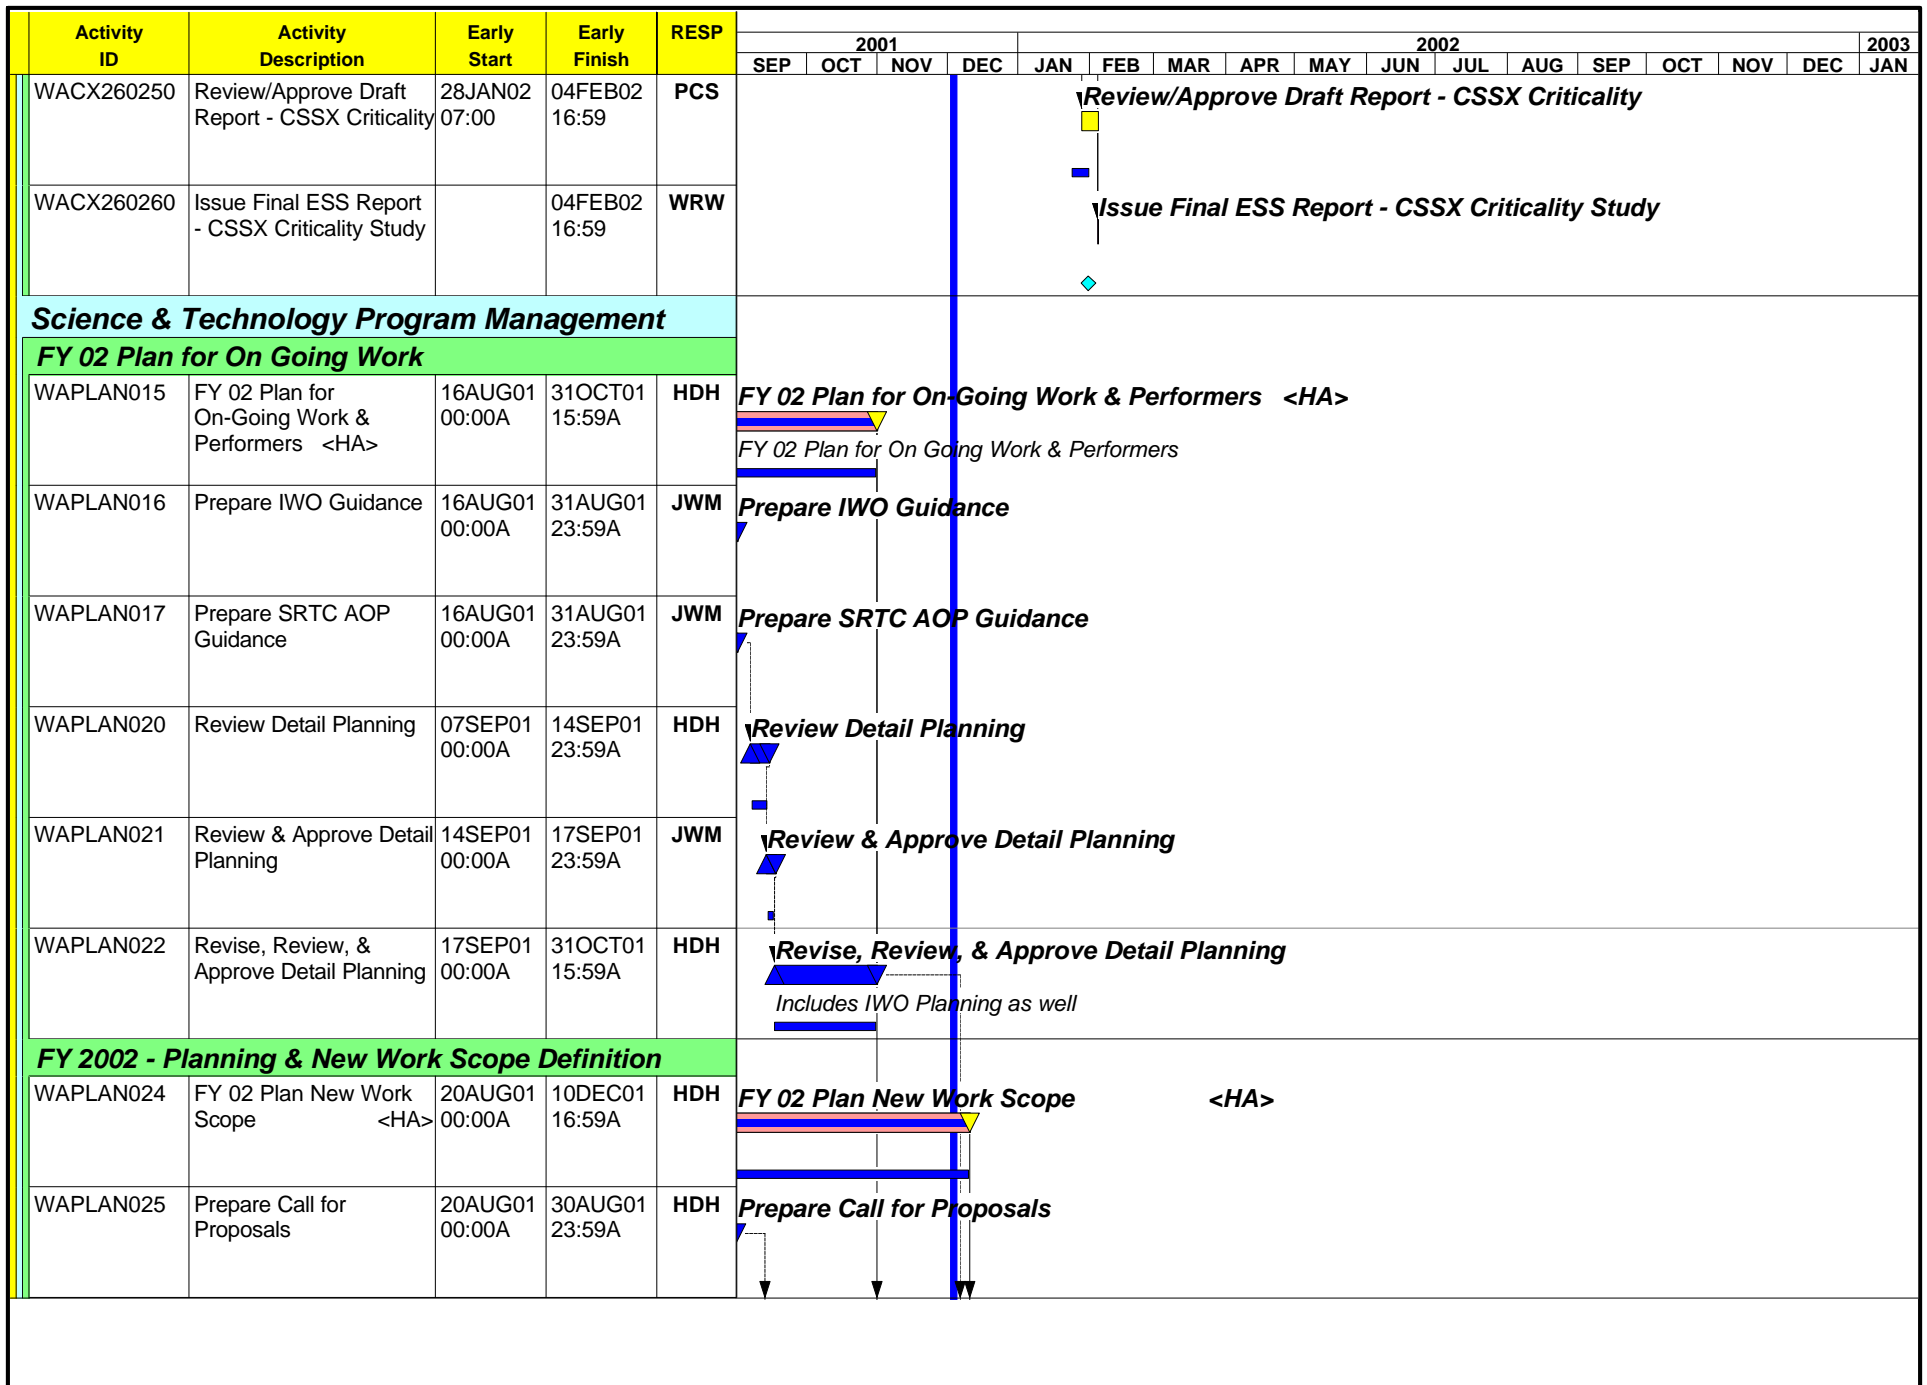 Activity Activity Early Early RESP
ID Description Start Finish
2001 2002 2003
SEP OCT NOV DEC JAN FEB MAR APR MAY JUN JUL AUG SEP OCT NOV DEC JAN
WACX260250 Review/Approve Draft 28JAN02 04FEB02 PCS
Report - CSSX Criticality 07:00 16:59
Review/Approve Draft Report - CSSX Criticality
WACX260260 Issue Final ESS Report 04FEB02 WRW
- CSSX Criticality Study 16:59
Issue Final ESS Report - CSSX Criticality Study
Science & Technology Program Management
FY 02 Plan for On Going Work
WAPLAN015 FY 02 Plan for 16AUG01 31OCT01 HDH
On-Going Work & 00:00A 15:59A
Performers <HA>
FY 02 Plan for On-Going Work & Performers <HA>
FY 02 Plan for On Going Work & Performers
WAPLAN016 Prepare IWO Guidance 16AUG01 31AUG01 JWM
00:00A 23:59A
Prepare IWO Guidance
WAPLAN017 Prepare SRTC AOP 16AUG01 31AUG01 JWM
Guidance 00:00A 23:59A
Prepare SRTC AOP Guidance
WAPLAN020 Review Detail Planning 07SEP01 14SEP01 HDH
00:00A 23:59A
Review Detail Planning
WAPLAN021 Review & Approve Detail 14SEP01 17SEP01 JWM
Planning 00:00A 23:59A
Review & Approve Detail Planning
WAPLAN022 Revise, Review, & 17SEP01 31OCT01 HDH
Approve Detail Planning 00:00A 15:59A
Revise, Review, & Approve Detail Planning
Includes IWO Planning as well
FY 2002 - Planning & New Work Scope Definition
WAPLAN024 FY 02 Plan New Work 20AUG01 10DEC01 HDH
Scope <HA> 00:00A 16:59A
FY 02 Plan New Work Scope <HA>
WAPLAN025 Prepare Call for 20AUG01 30AUG01 HDH
Proposals 00:00A 23:59A
Prepare Call for Proposals